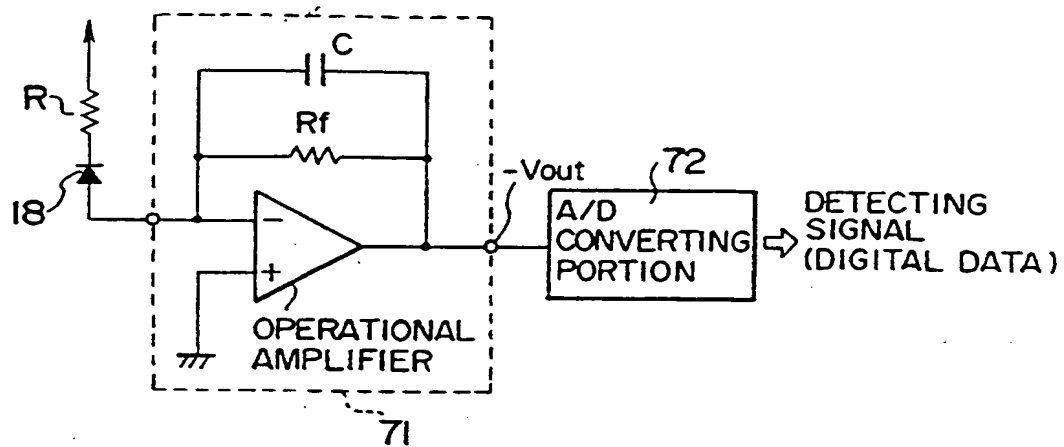 C
R
Rf
18
-Vout
72
A/D
CONVERTING
PORTION
DETECTING
SIGNAL
(DIGITAL DATA)
−
+
OPERATIONAL
AMPLIFIER
71